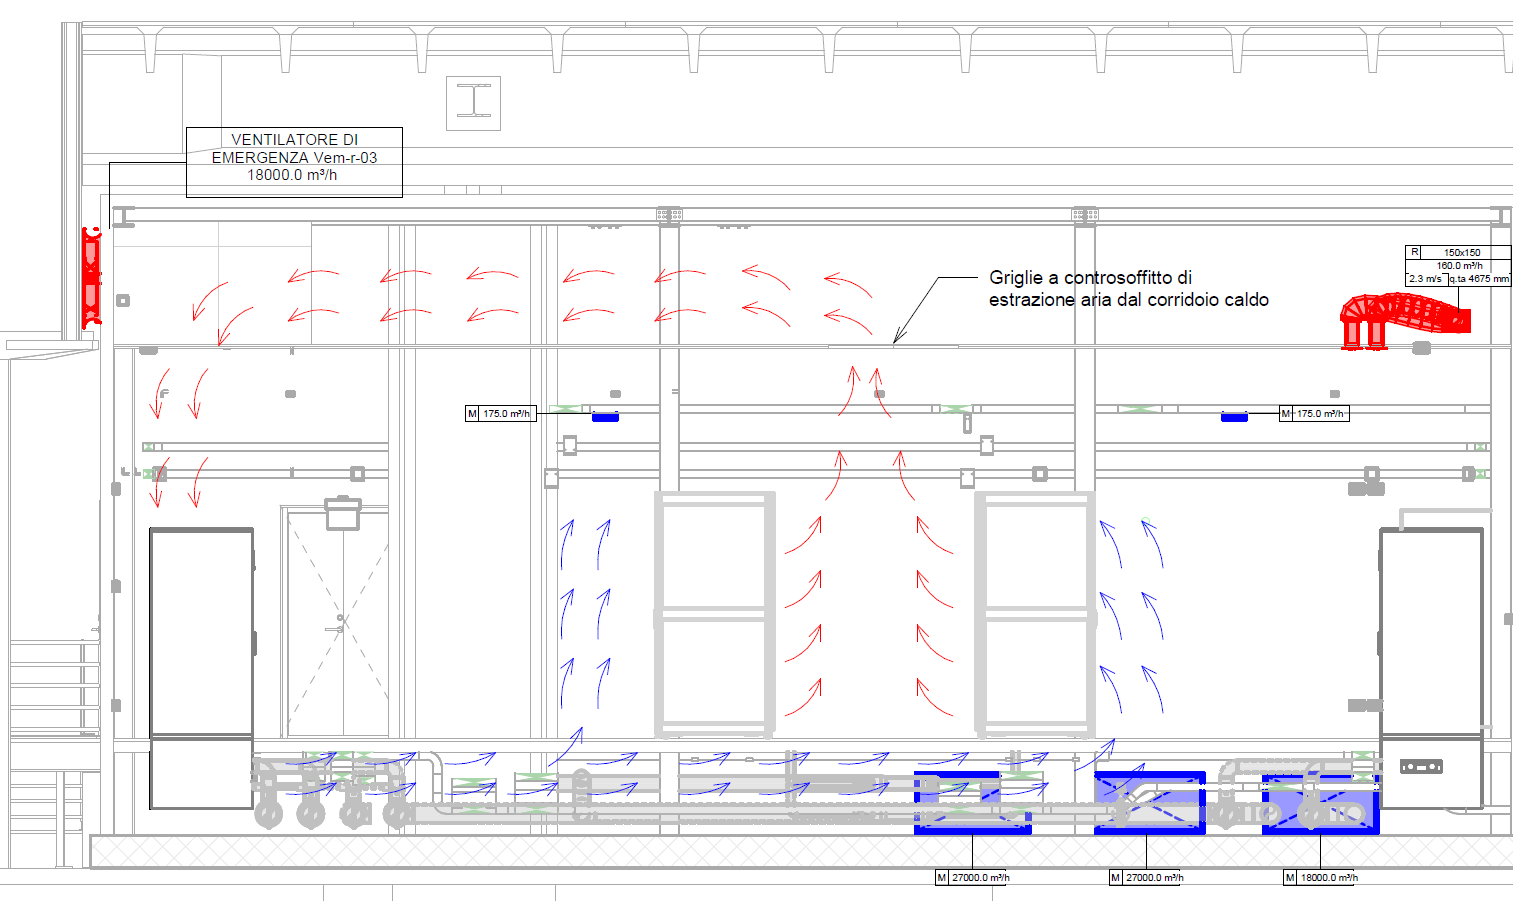 VENTILATORE DI
EMERGENZA Vem-r-03
18000.0 m³/h
Griglie a controsoffitto di
estrazione aria dal corridoio caldo
R 150x150
160.0 m³/h
2.3 m/s q.ta 4675 mm
M 175.0 m³/h
M 175.0 m³/h
M 27000.0 m³/h
M 27000.0 m³/h
M 18000.0 m³/h